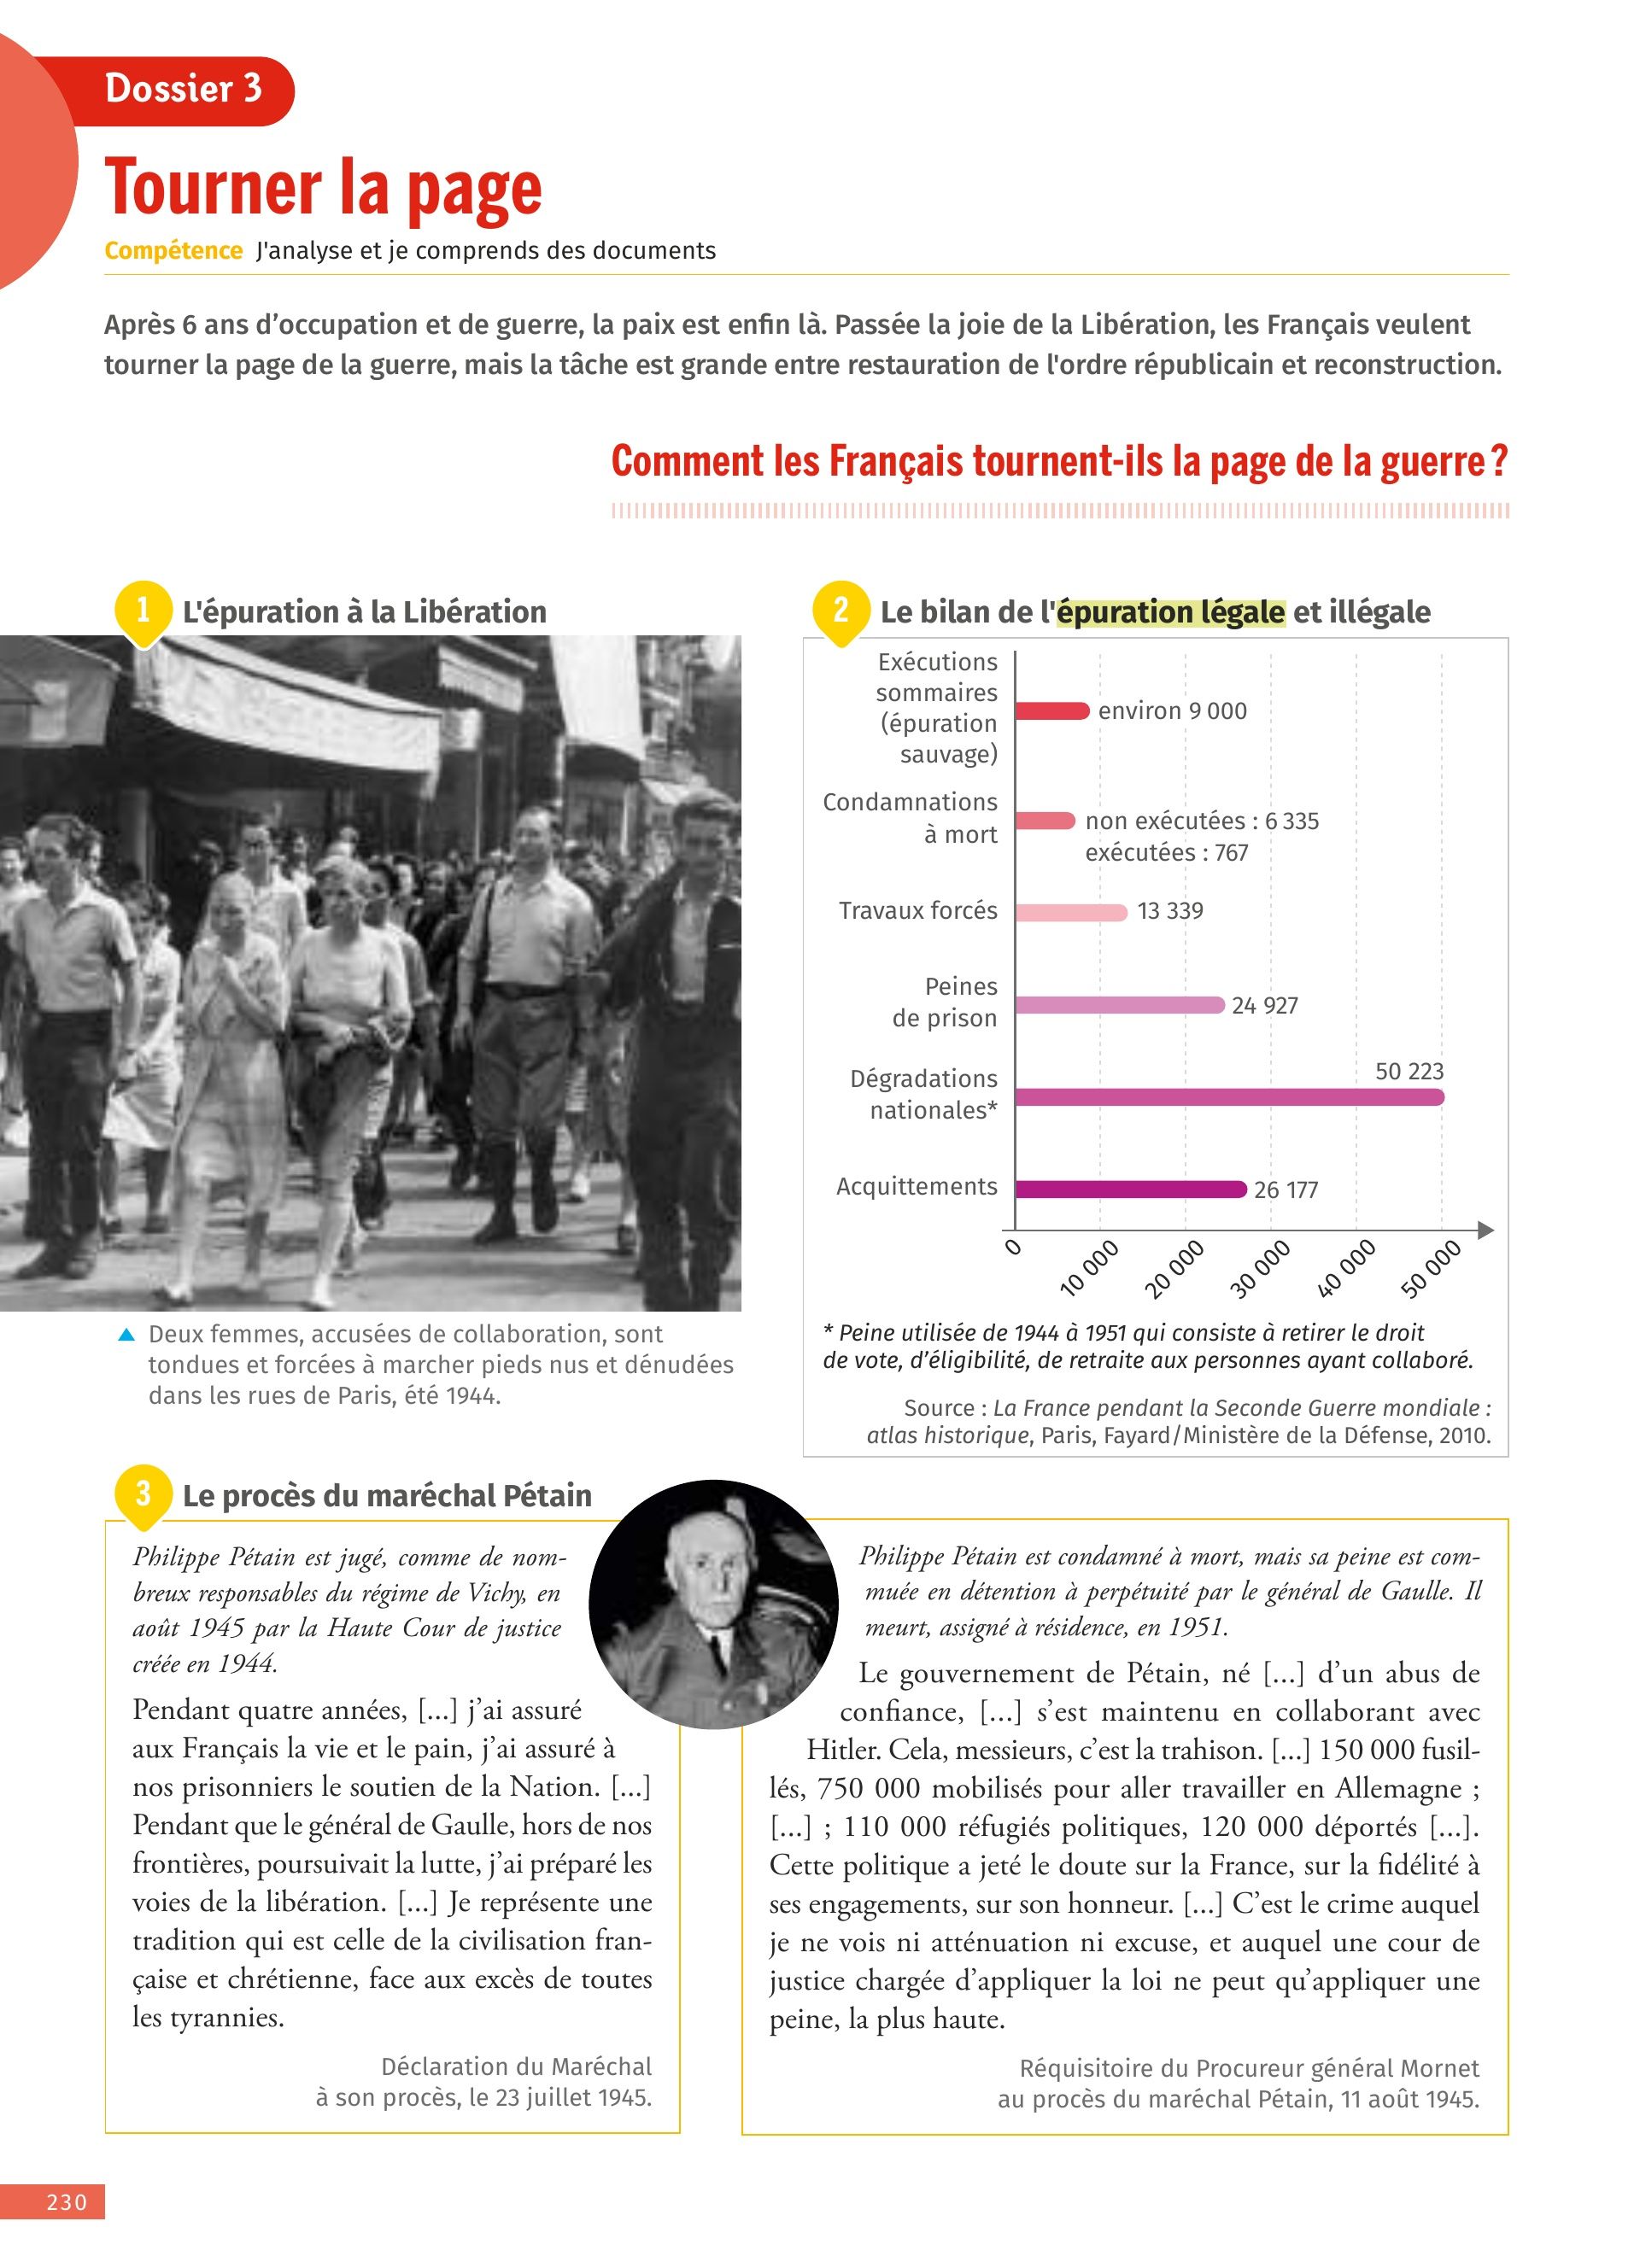 Dossier 3
Tourner la page
Compétence J'analyse et je comprends des documents
Après 6 ans d’occupation et de guerre, la paix est enfin là. Passée la joie de la Libération, les Français veulent
tourner la page de la guerre, mais la tâche est grande entre restauration de l'ordre républicain et reconstruction.
Comment les Français tournent-ils la page de la guerre ?
1 L'épuration à la Libération
Deux femmes, accusées de collaboration, sont
tondues et forcées à marcher pieds nus et dénudées
dans les rues de Paris, été 1944.
2 Le bilan de l'épuration légale et illégale
Exécutions
sommaires
(épuration
sauvage)
environ 9 000
Condamnations
à mort
non exécutées : 6 335
exécutées : 767
Travaux forcés
13 339
Peines
de prison
24 927
Dégradations
nationales*
50 223
Acquittements
26 177
0
10 000
20 000
30 000
40 000
50 000
* Peine utilisée de 1944 à 1951 qui consiste à retirer le droit
de vote, d’éligibilité, de retraite aux personnes ayant collaboré.
Source : La France pendant la Seconde Guerre mondiale :
atlas historique, Paris, Fayard/Ministère de la Défense, 2010.
3 Le procès du maréchal Pétain
Philippe Pétain est jugé, comme de nom-
breux responsables du régime de Vichy, en
août 1945 par la Haute Cour de justice
créée en 1944.
Pendant quatre années, [...] j’ai assuré
aux Français la vie et le pain, j’ai assuré à
nos prisonniers le soutien de la Nation. [...]
Pendant que le général de Gaulle, hors de nos
frontières, poursuivait la lutte, j’ai préparé les
voies de la libération. [...] Je représente une
tradition qui est celle de la civilisation fran-
çaise et chrétienne, face aux excès de toutes
les tyrannies.
Déclaration du Maréchal
à son procès, le 23 juillet 1945.
Philippe Pétain est condamné à mort, mais sa peine est com-
muée en détention à perpétuité par le général de Gaulle. Il
meurt, assigné à résidence, en 1951.
Le gouvernement de Pétain, né [...] d’un abus de
confiance, [...] s’est maintenu en collaborant avec
Hitler. Cela, messieurs, c’est la trahison. [...] 150 000 fusil-
lés, 750 000 mobilisés pour aller travailler en Allemagne ;
[...] ; 110 000 réfugiés politiques, 120 000 déportés [...].
Cette politique a jeté le doute sur la France, sur la fidélité à
ses engagements, sur son honneur. [...] C’est le crime auquel
je ne vois ni atténuation ni excuse, et auquel une cour de
justice chargée d’appliquer la loi ne peut qu’appliquer une
peine, la plus haute.
Réquisitoire du Procureur général Mornet
au procès du maréchal Pétain, 11 août 1945.
230